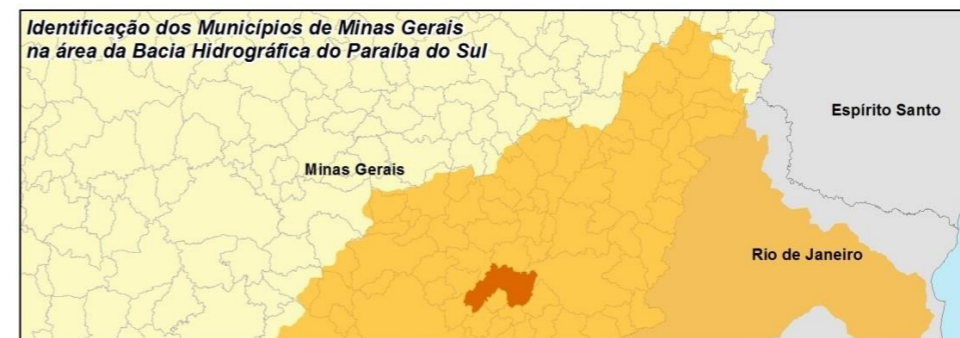 Identificação dos Municípios de Minas Gerais
na área da Bacia Hidrográfica do Paraíba do Sul
Espírito Santo
Minas Gerais
Rio de Janeiro